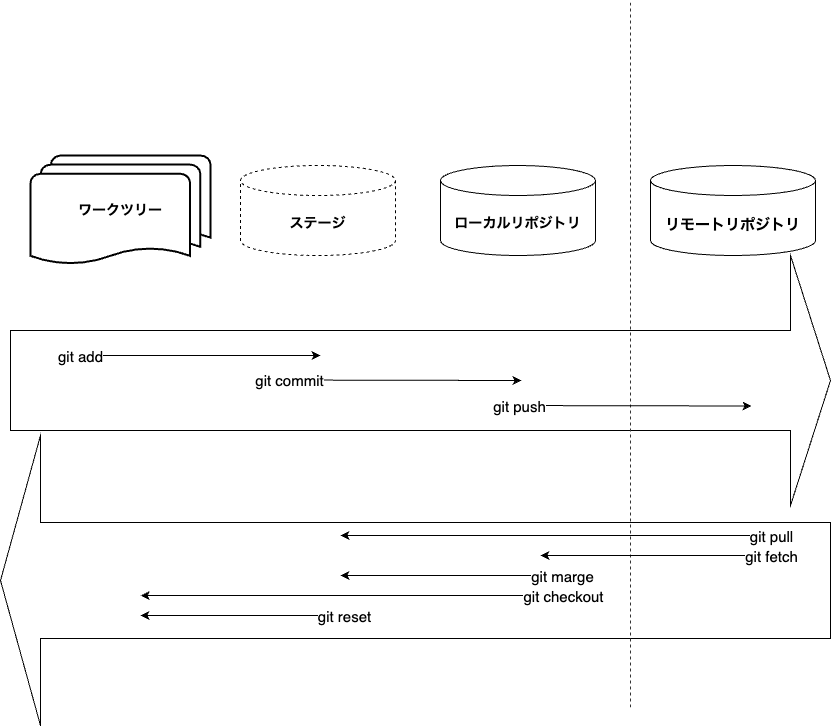 ワークツリー
ステージ
ローカルリポジトリ
リモートリポジトリ
git add
git commit
git push
git pull
git fetch
git marge
git checkout
git reset